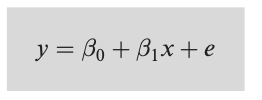 y = β₀ + β₁x + e